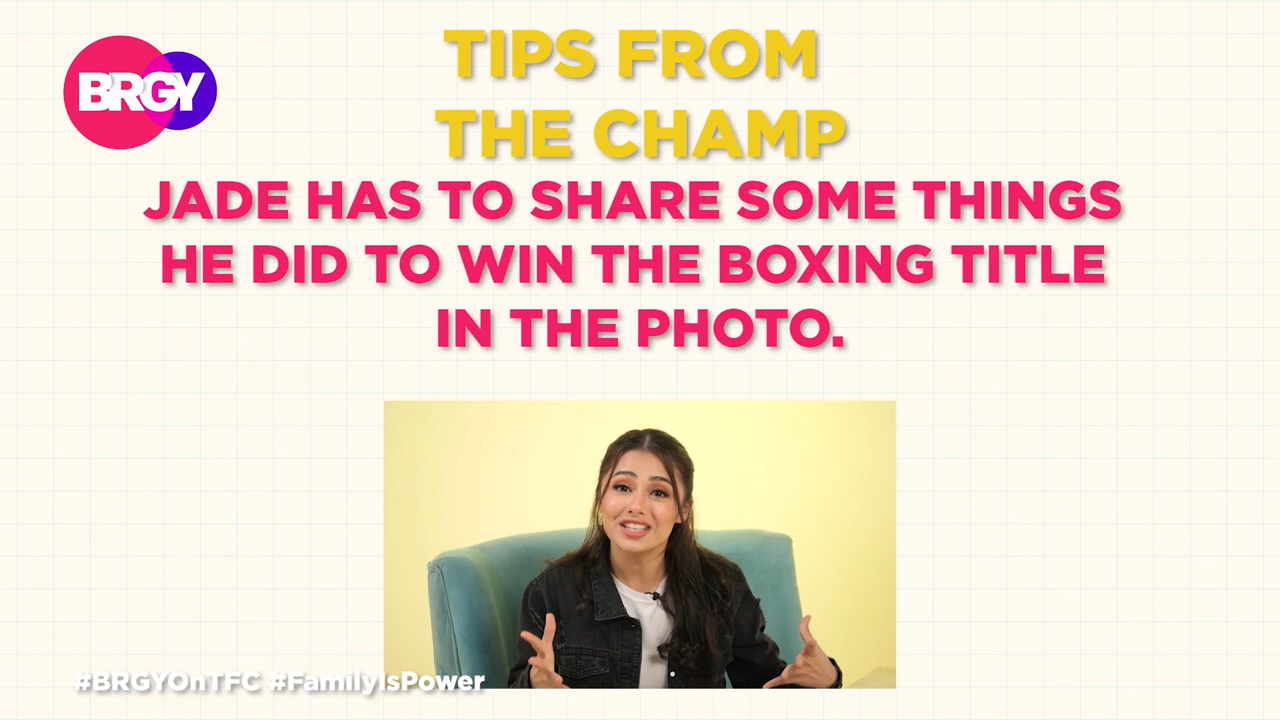 BRGY
TIPS FROM
THE CHAMP
JADE HAS TO SHARE SOME THINGS
HE DID TO WIN THE BOXING TITLE
IN THE PHOTO.
#BRGYOnTFC #FamilyIsPower